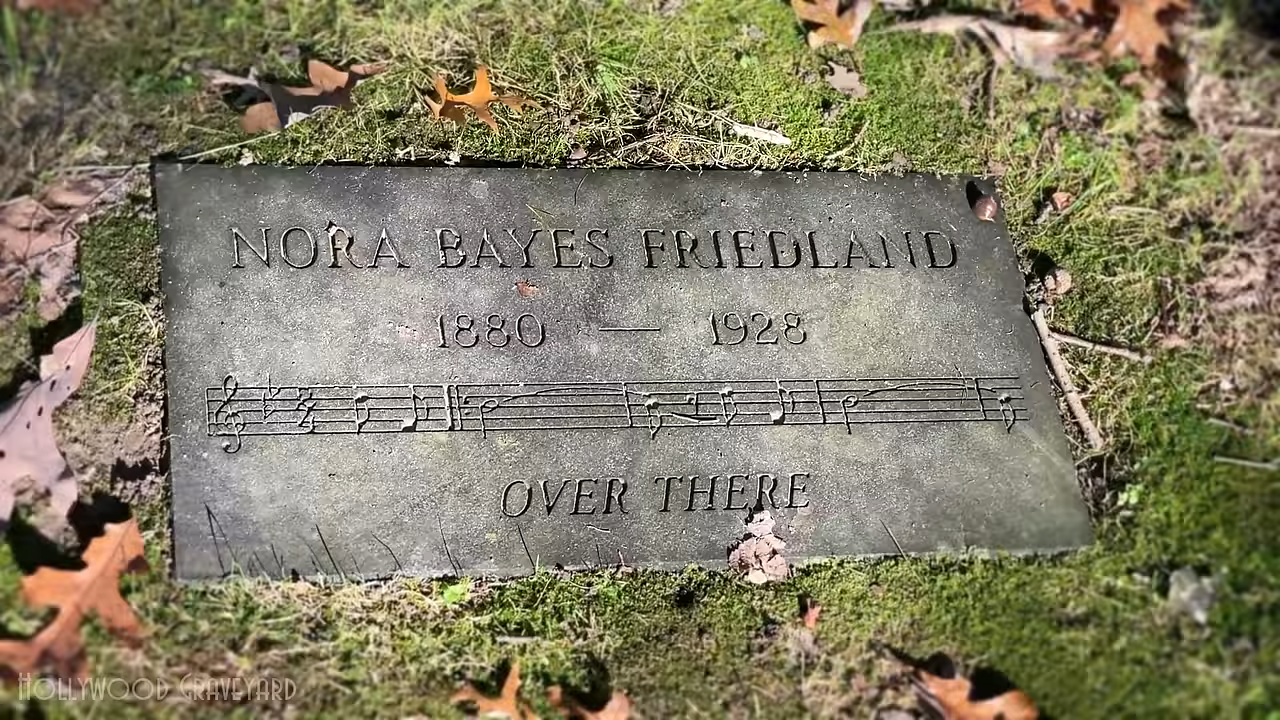 NORA BAYES FRIEDLAND
1880 — 1928
OVER THERE
HOLLYWOOD GRAVEYARD